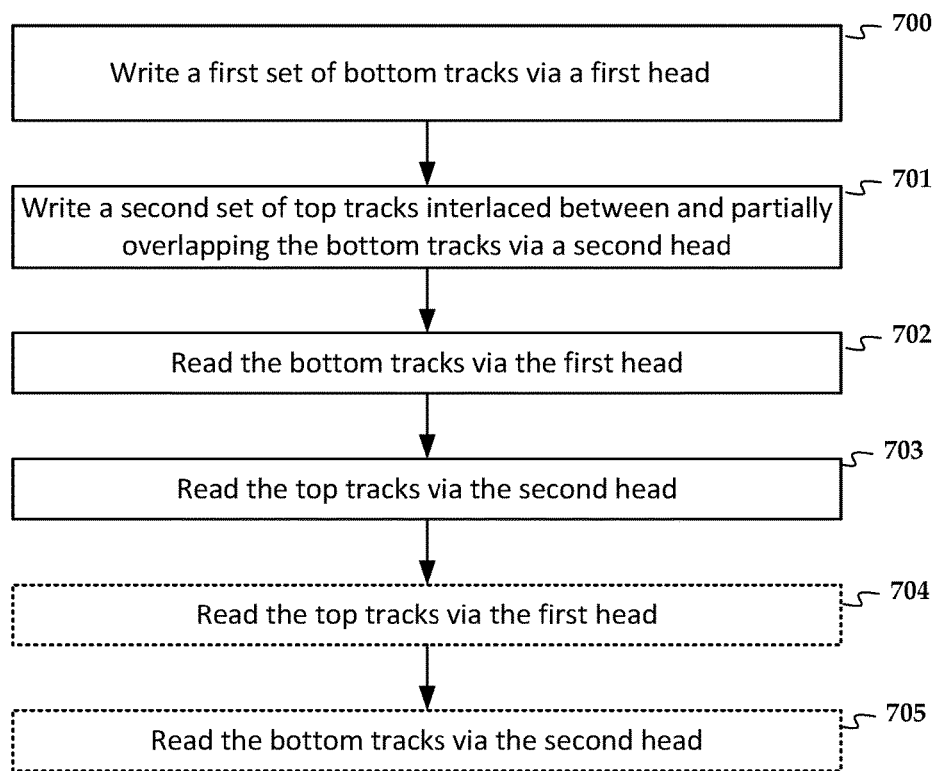 700
Write a first set of bottom tracks via a first head
701
Write a second set of top tracks interlaced between and partially
overlapping the bottom tracks via a second head
702
Read the bottom tracks via the first head
703
Read the top tracks via the second head
704
Read the top tracks via the first head
705
Read the bottom tracks via the second head